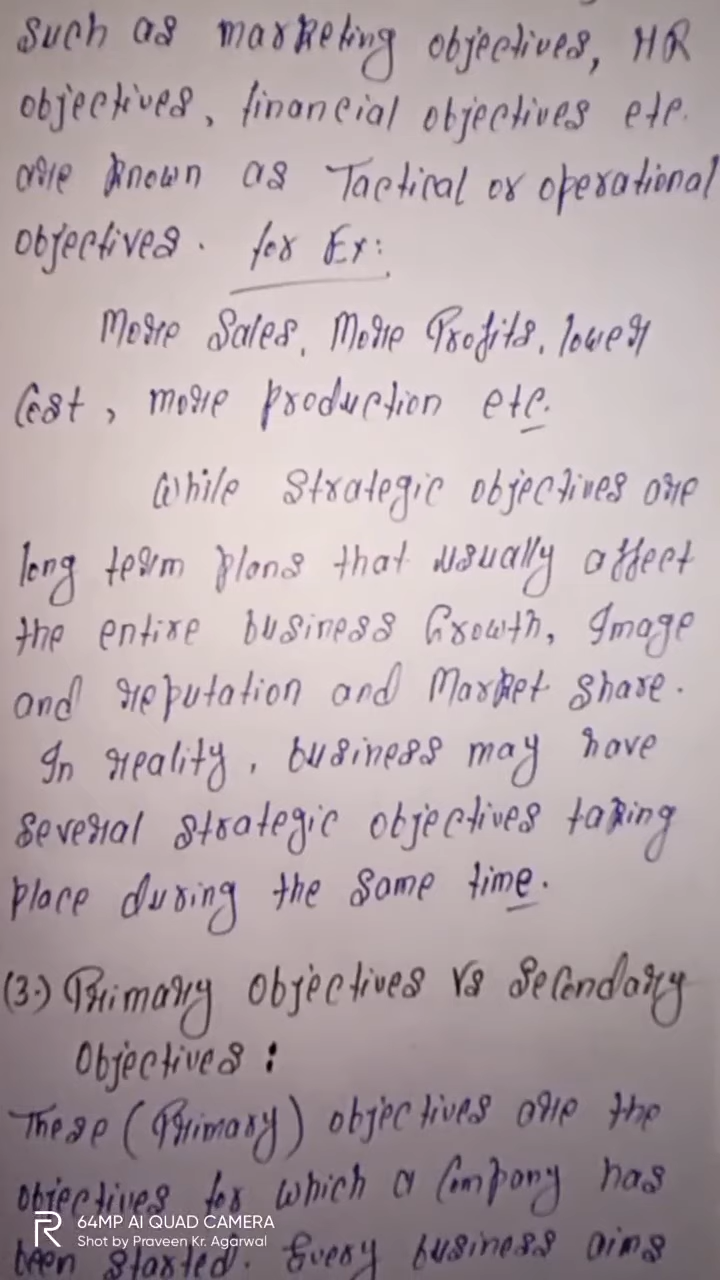 such as marketing objectives, HR
objectives, financial objectives etc.
are known as Tactical or operational
objectives. for Ex:
More Sales, More Profits, lower
Cost, more production etc.
While strategic objectives are
long term plans that usually affect
the entire business Growth, Image
and reputation and Market share.
In reality, business may have
several strategic objectives taking
place during the same time.
(3.) Primary Objectives Vs Secondary
Objectives:
These (Primary) objectives are the
objectives for which a Company has
been started. Every business aims
64MP AI QUAD CAMERA
Shot by Praveen Kr. Agarwal